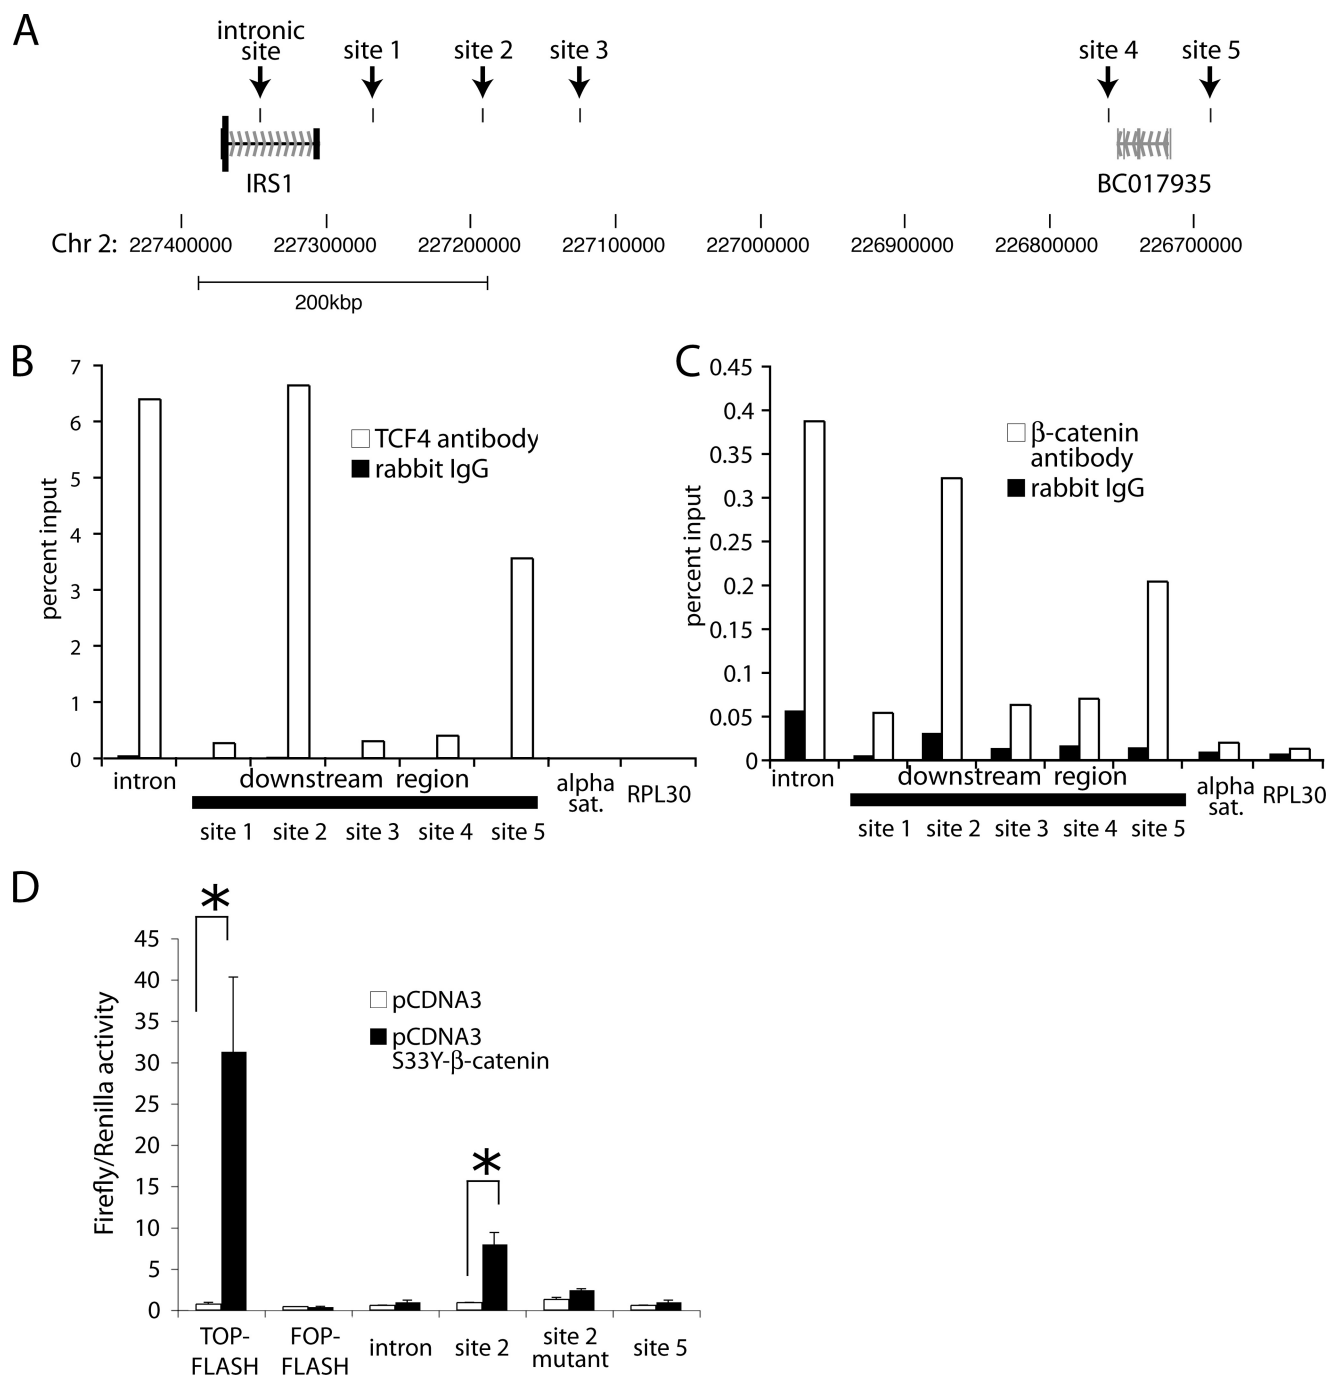 A
intronic
site
site 1
site 2
site 3
site 4
site 5
IRS1
BC017935
Chr 2: 227400000 227300000 227200000 227100000 227000000 226900000 226800000 226700000
200kbp
B
percent input
7
6
5
4
3
2
1
0
TCF4 antibody
rabbit IgG
intron
downstream region
alpha
sat.
RPL30
site 1 site 2 site 3 site 4 site 5
C
percent input
0.45
0.4
0.35
0.3
0.25
0.2
0.15
0.1
0.05
0
β-catenin
antibody
rabbit IgG
intron
downstream region
alpha
sat.
RPL30
site 1 site 2 site 3 site 4 site 5
D
Firefly/Renilla activity
45
40
35
30
25
20
15
10
5
0
*
*
pCDNA3
pCDNA3
S33Y-β-catenin
TOP-
FLASH
FOP-
FLASH
intron
site 2
site 2
mutant
site 5